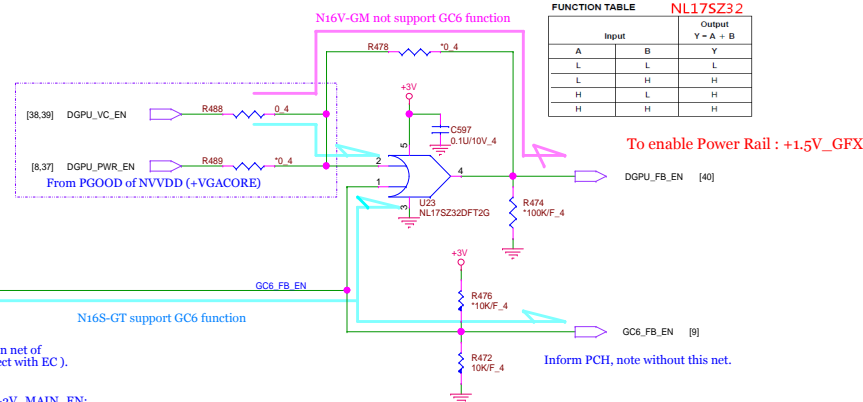 FUNCTION TABLE NL17SZ32
Input Output
Y = A + B
A B Y
L L L
L H H
H L H
H H H
N16V-GM not support GC6 function
R478 *0_4
+3V
C597
0.1U/10V_4
[38,39] DGPU_VC_EN R488 0_4
[8,37] DGPU_PWR_EN R489 *0_4
From PGOOD of NVVDD (+VGACORE)
5
2
1
4
3
U23
NL17SZ32DFT2G
To enable Power Rail : +1.5V_GFX
DGPU_FB_EN [40]
R474
*100K/F_4
+3V
GC6_FB_EN
R476
*10K/F_4
N16S-GT support GC6 function
GC6_FB_EN [9]
R472
10K/F_4
Inform PCH, note without this net.
n net of
ect with EC ).
3V_MAIN_EN: